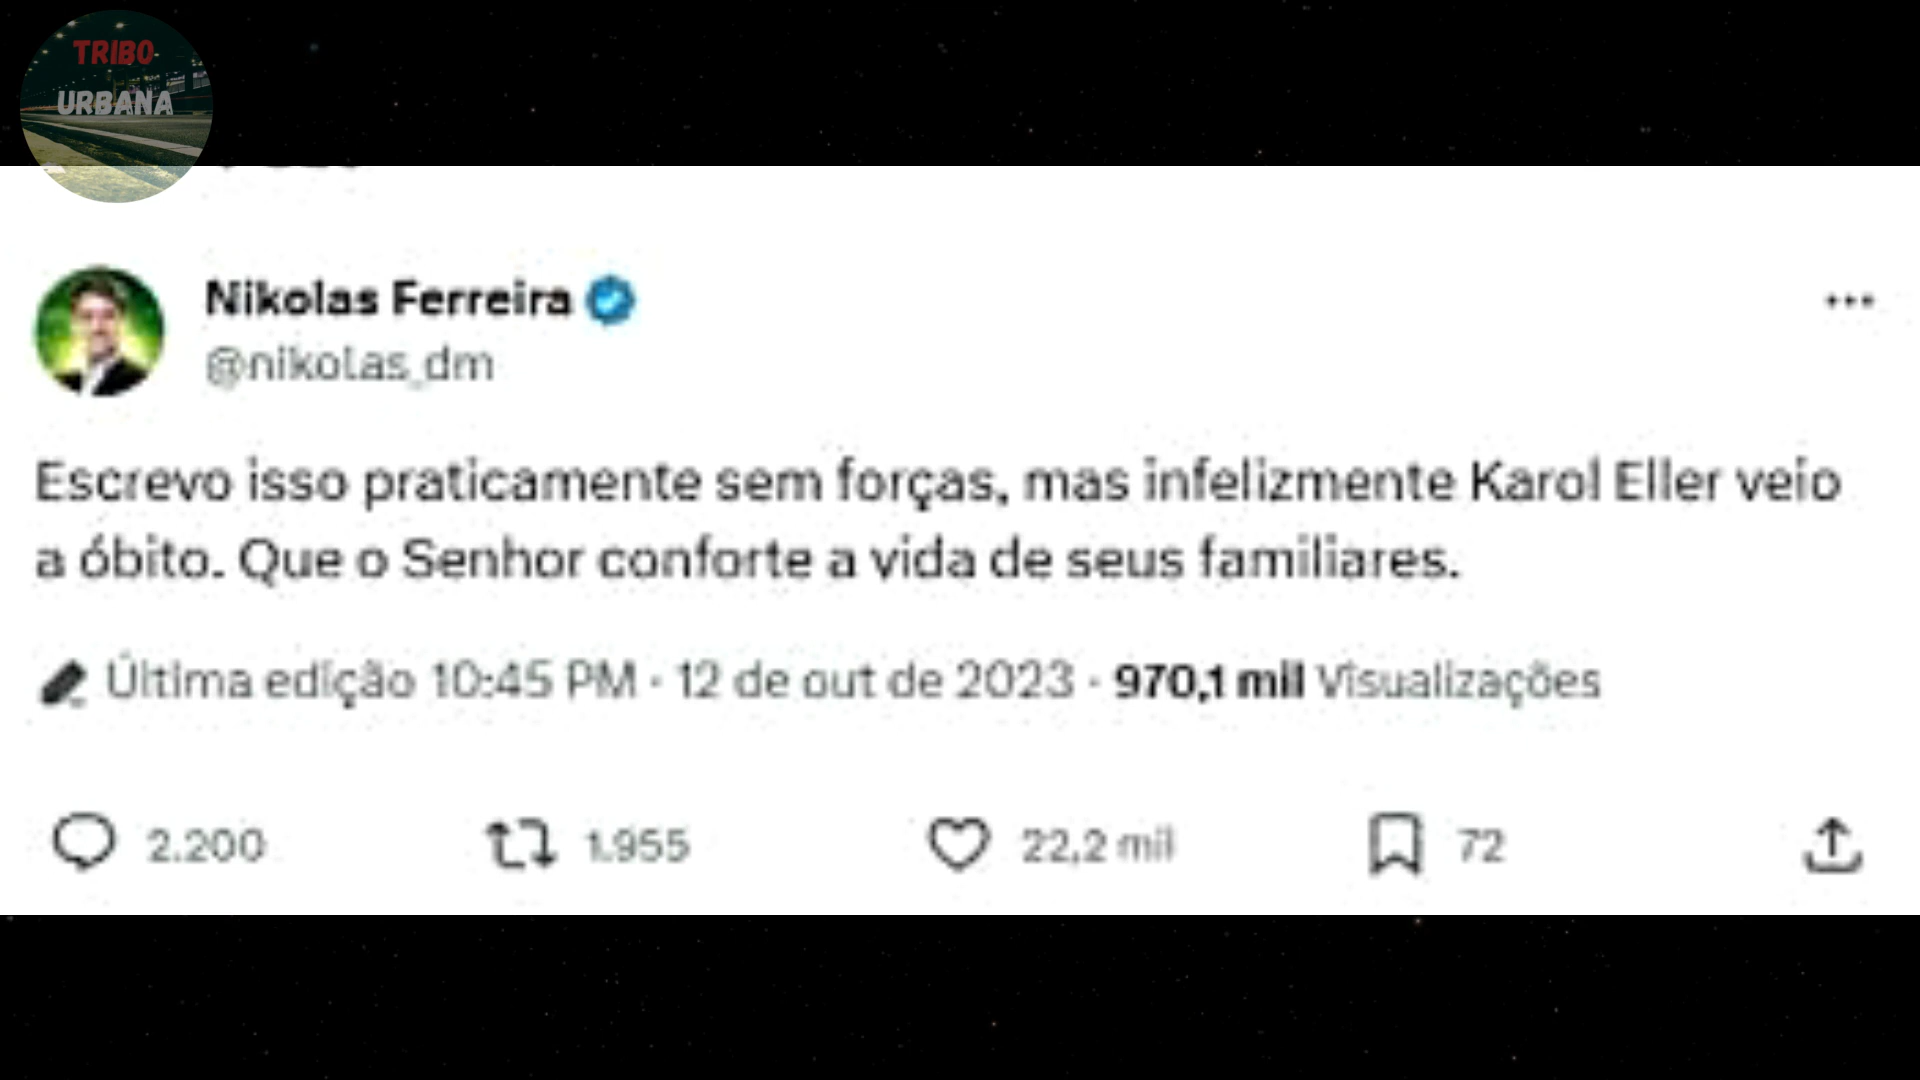 TRIBO
URBANA
Nikolas Ferreira
@nikolas_dm
Escrevo isso praticamente sem forças, mas infelizmente Karol Eller veio
a óbito. Que o Senhor conforte a vida de seus familiares.
Última edição 10:45 PM · 12 de out de 2023 · 970,1 mil Visualizações
2.200 1.955 22,2 mil 72